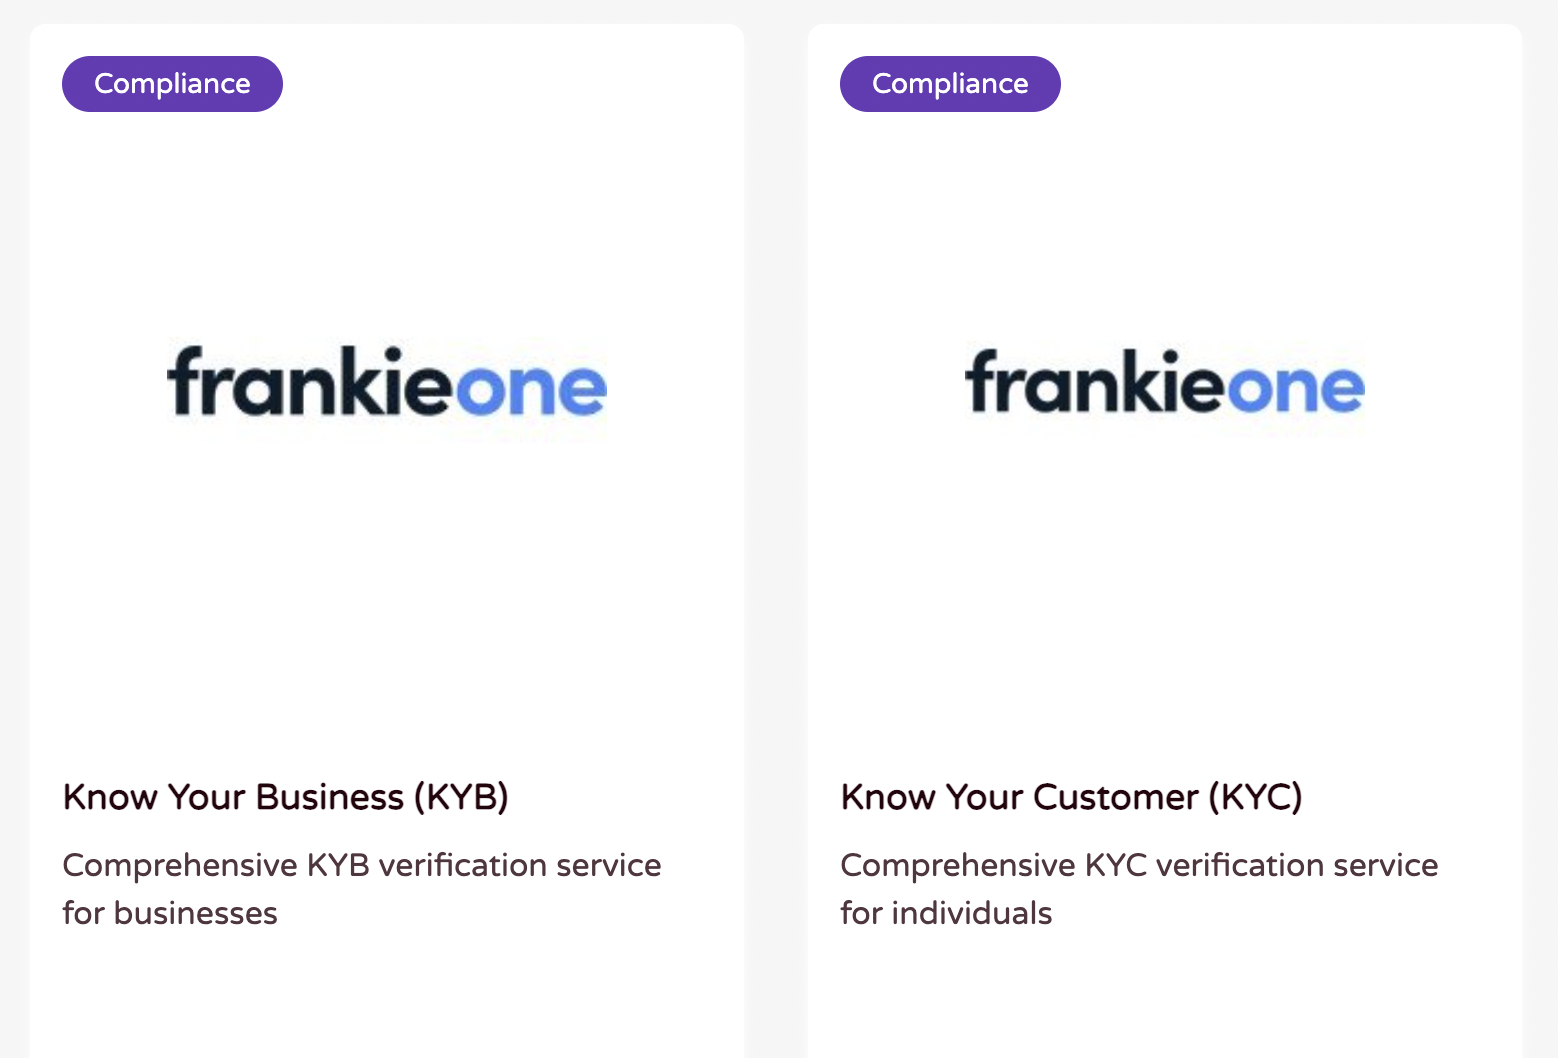 Compliance
frankieone
Know Your Business (KYB)
Comprehensive KYB verification service
for businesses
Compliance
frankieone
Know Your Customer (KYC)
Comprehensive KYC verification service
for individuals